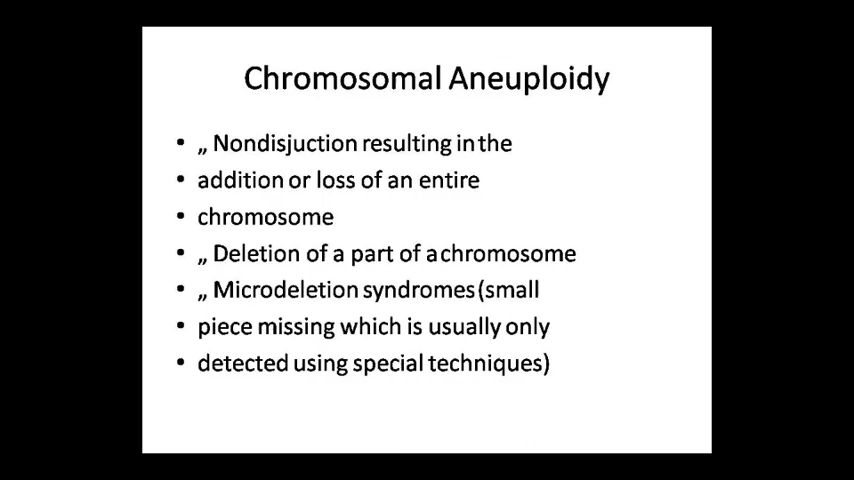 Chromosomal Aneuploidy
• „ Nondisjuction resulting in the
• addition or loss of an entire
• chromosome
• „ Deletion of a part of a chromosome
• „ Microdeletion syndromes (small
• piece missing which is usually only
• detected using special techniques)